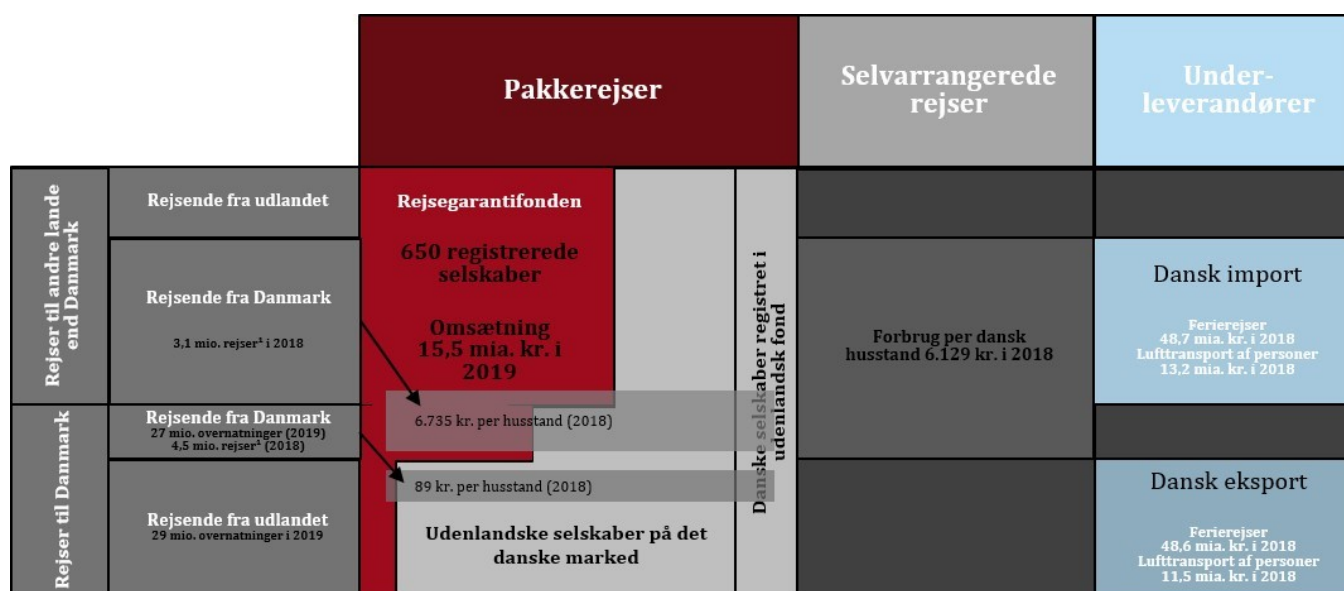 Pakkerejser
Selvarrangerede
rejser
Under-
leverandører
Rejser til andre lande
end Danmark
Rejsende fra udlandet
Rejsende fra Danmark
3,1 mio. rejser¹ i 2018
Rejser til Danmark
Rejsende fra Danmark
27 mio. overnatninger (2019)
4,5 mio. rejser¹ (2018)
Rejsende fra udlandet
29 mio. overnatninger i 2019
Rejsegarantifonden
650 registrerede
selskaber
Omsætning
15,5 mia. kr. i
2019
6.735 kr. per husstand (2018)
89 kr. per husstand (2018)
Udenlandske selskaber på det
danske marked
Danske selskaber registret i
udenlandsk fond
Forbrug per dansk
husstand 6.129 kr. i 2018
Dansk import
Ferierejser
48,7 mia. kr. i 2018
Lufttransport af personer
13,2 mia. kr. i 2018
Dansk eksport
Ferierejser
48,6 mia. kr. i 2018
Lufttransport af personer
11,5 mia. kr. i 2018